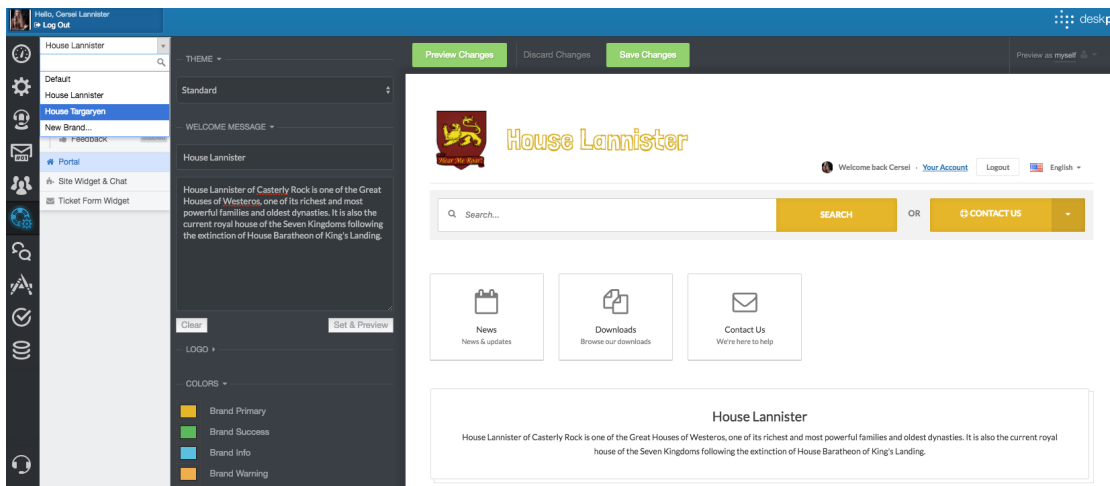 Hello, Cersei Lannister
Log Out
deskp
House Lannister
Default
House Lannister
House Targaryen
New Brand...
Feedback
Portal
Site Widget & Chat
Ticket Form Widget
#01
THEME
Standard
WELCOME MESSAGE
House Lannister
House Lannister of Casterly Rock is one of the Great
Houses of Westeros, one of its richest and most
powerful families and oldest dynasties. It is also the
current royal house of the Seven Kingdoms following
the extinction of House Baratheon of King's Landing.
Clear
Set & Preview
LOGO
COLORS
Brand Primary
Brand Success
Brand Info
Brand Warning
Preview Changes
Discard Changes
Save Changes
Preview as myself
Hear Me Roar!
House Lannister
Welcome back Cersei - Your Account
Logout
English
Search...
SEARCH
OR
CONTACT US
News
News & updates
Downloads
Browse our downloads
Contact Us
We're here to help
House Lannister
House Lannister of Casterly Rock is one of the Great Houses of Westeros, one of its richest and most powerful families and oldest dynasties. It is also the current royal
house of the Seven Kingdoms following the extinction of House Baratheon of King's Landing.